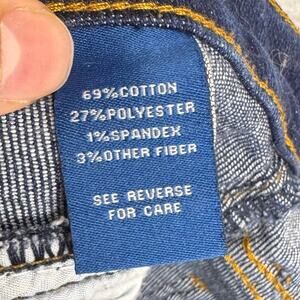 69%COTTON
27%POLYESTER
1%SPANDEX
3%OTHER FIBER
SEE REVERSE
FOR CARE